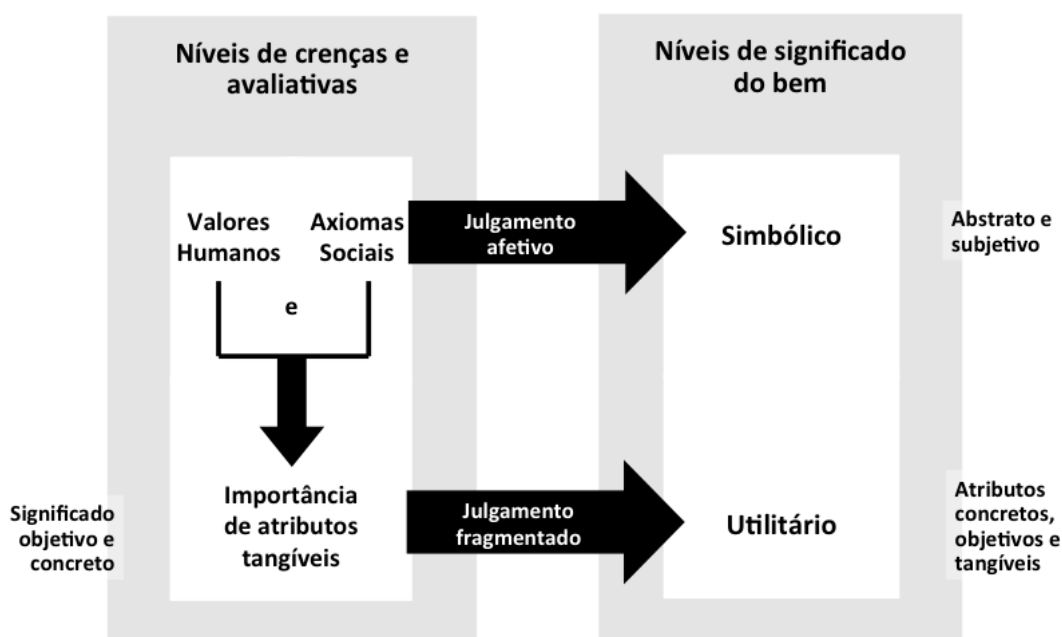 Níveis de crenças e
avaliativas
Níveis de significado
do bem
Valores
Humanos
Axiomas
Sociais
e
Julgamento
afetivo
Simbólico
Abstrato e
subjetivo
Significado
objetivo e
concreto
Importância
de atributos
tangíveis
Julgamento
fragmentado
Utilitário
Atributos
concretos,
objetivos e
tangíveis